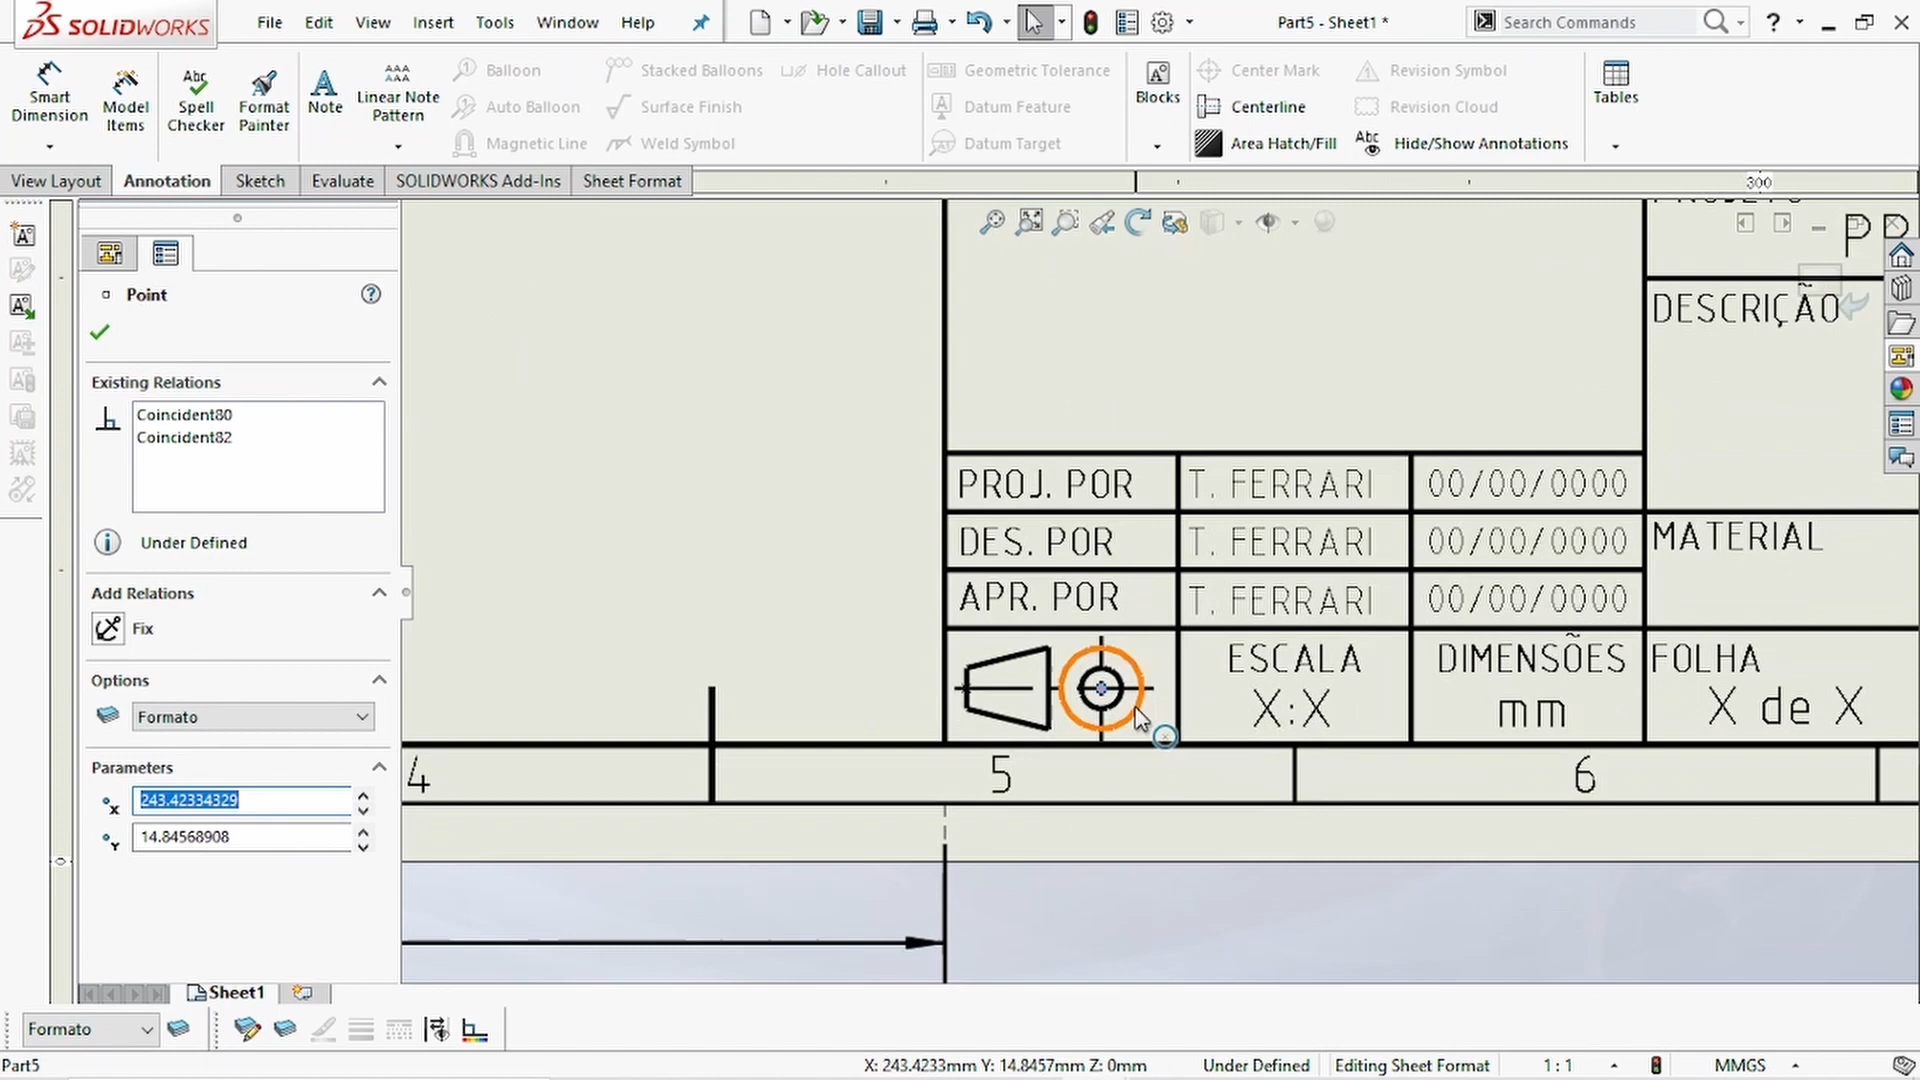 SOLIDWORKS File Edit View Insert Tools Window Help Part5 - Sheet1 * Search Commands ?
Smart Dimension
Model Items
Spell Checker
Format Painter
Note
Linear Note Pattern
Balloon Stacked Balloons Hole Callout
Auto Balloon Surface Finish
Magnetic Line Weld Symbol
Geometric Tolerance
Datum Feature
Datum Target
Blocks
Center Mark Revision Symbol
Centerline Revision Cloud
Area Hatch/Fill Hide/Show Annotations
Tables
View Layout Annotation Sketch Evaluate SOLIDWORKS Add-Ins Sheet Format
300
Point
Existing Relations
Coincident80
Coincident82
Under Defined
Add Relations
Fix
Options
Formato
Parameters
X 243.42334329
Y 14.84568908
DESCRIÇÃO
PROJ. POR T. FERRARI 00/00/0000
DES. POR T. FERRARI 00/00/0000
MATERIAL
APR. POR T. FERRARI 00/00/0000
ESCALA DIMENSÕES FOLHA
X:X mm X de X
4 5 6
Sheet1
Formato
Part5 X: 243.4233mm Y: 14.8457mm Z: 0mm Under Defined Editing Sheet Format 1 : 1 MMGS